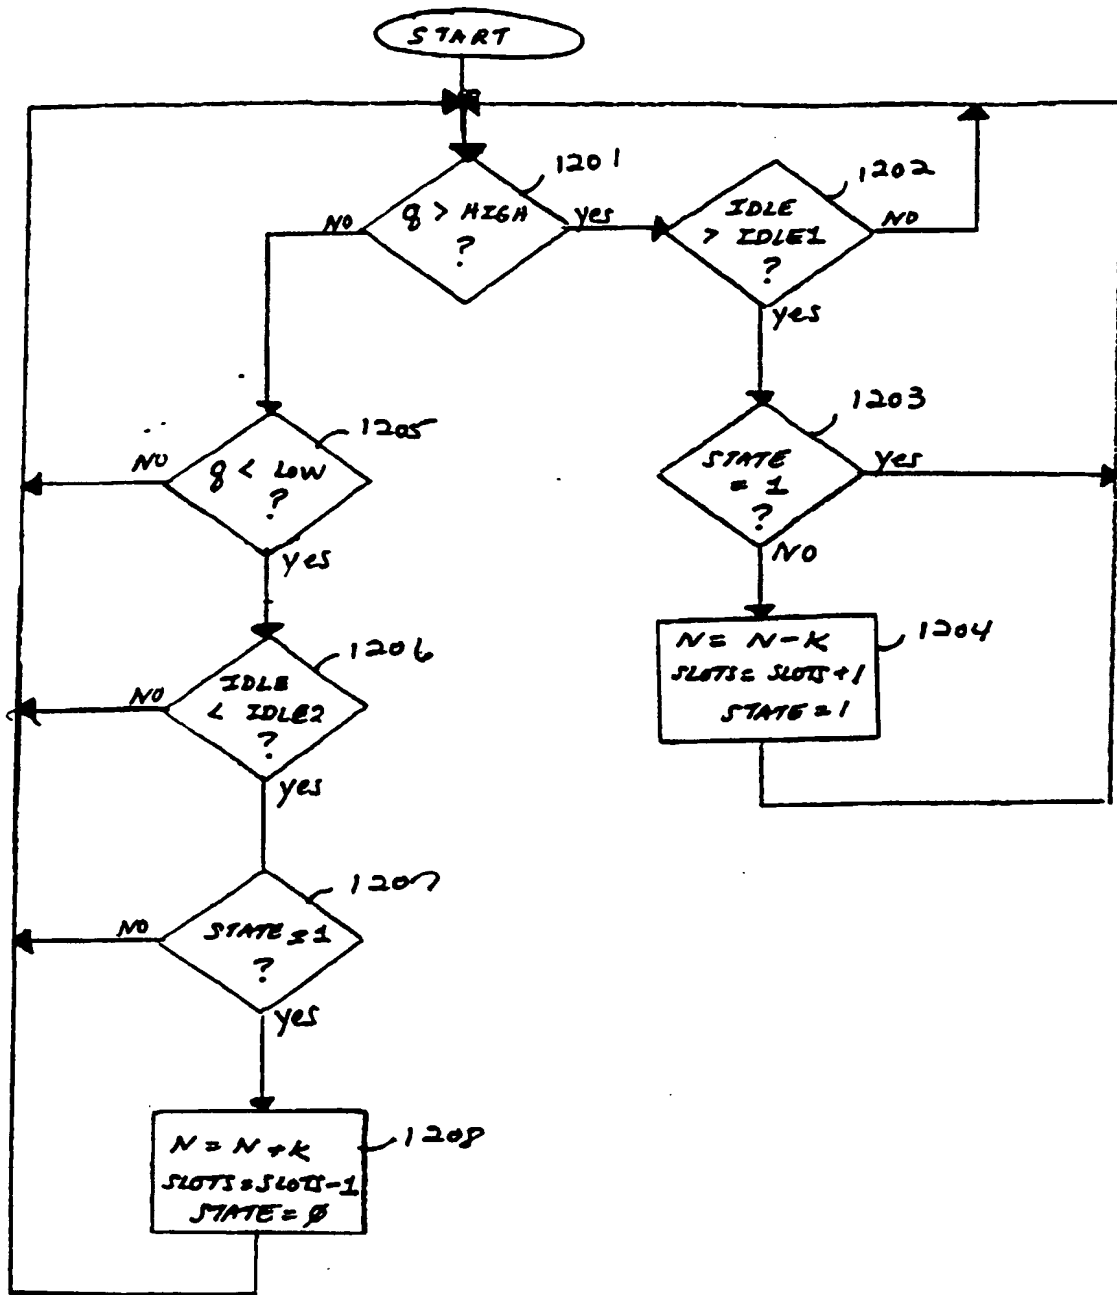 START
1201
q > HIGH
?
NO
yes
1202
IDLE
> IDLE1
?
NO
yes
1203
STATE
= 1
?
yes
NO
1204
N = N - K
SLOTS = SLOTS + 1
STATE = 1
1205
q < LOW
?
NO
yes
1206
IDLE
< IDLE2
?
NO
yes
1207
STATE = 1
?
NO
yes
1208
N = N + K
SLOTS = SLOTS - 1
STATE = Ø